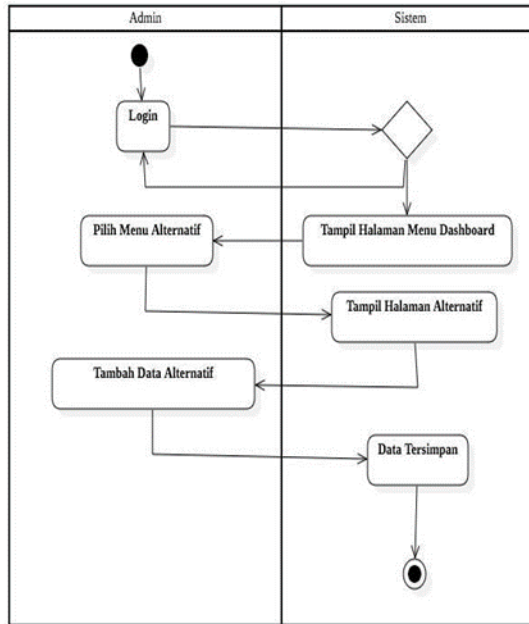 Admin
Sistem
Login
Tampil Halaman Menu Dashboard
Pilih Menu Alternatif
Tampil Halaman Alternatif
Tambah Data Alternatif
Data Tersimpan